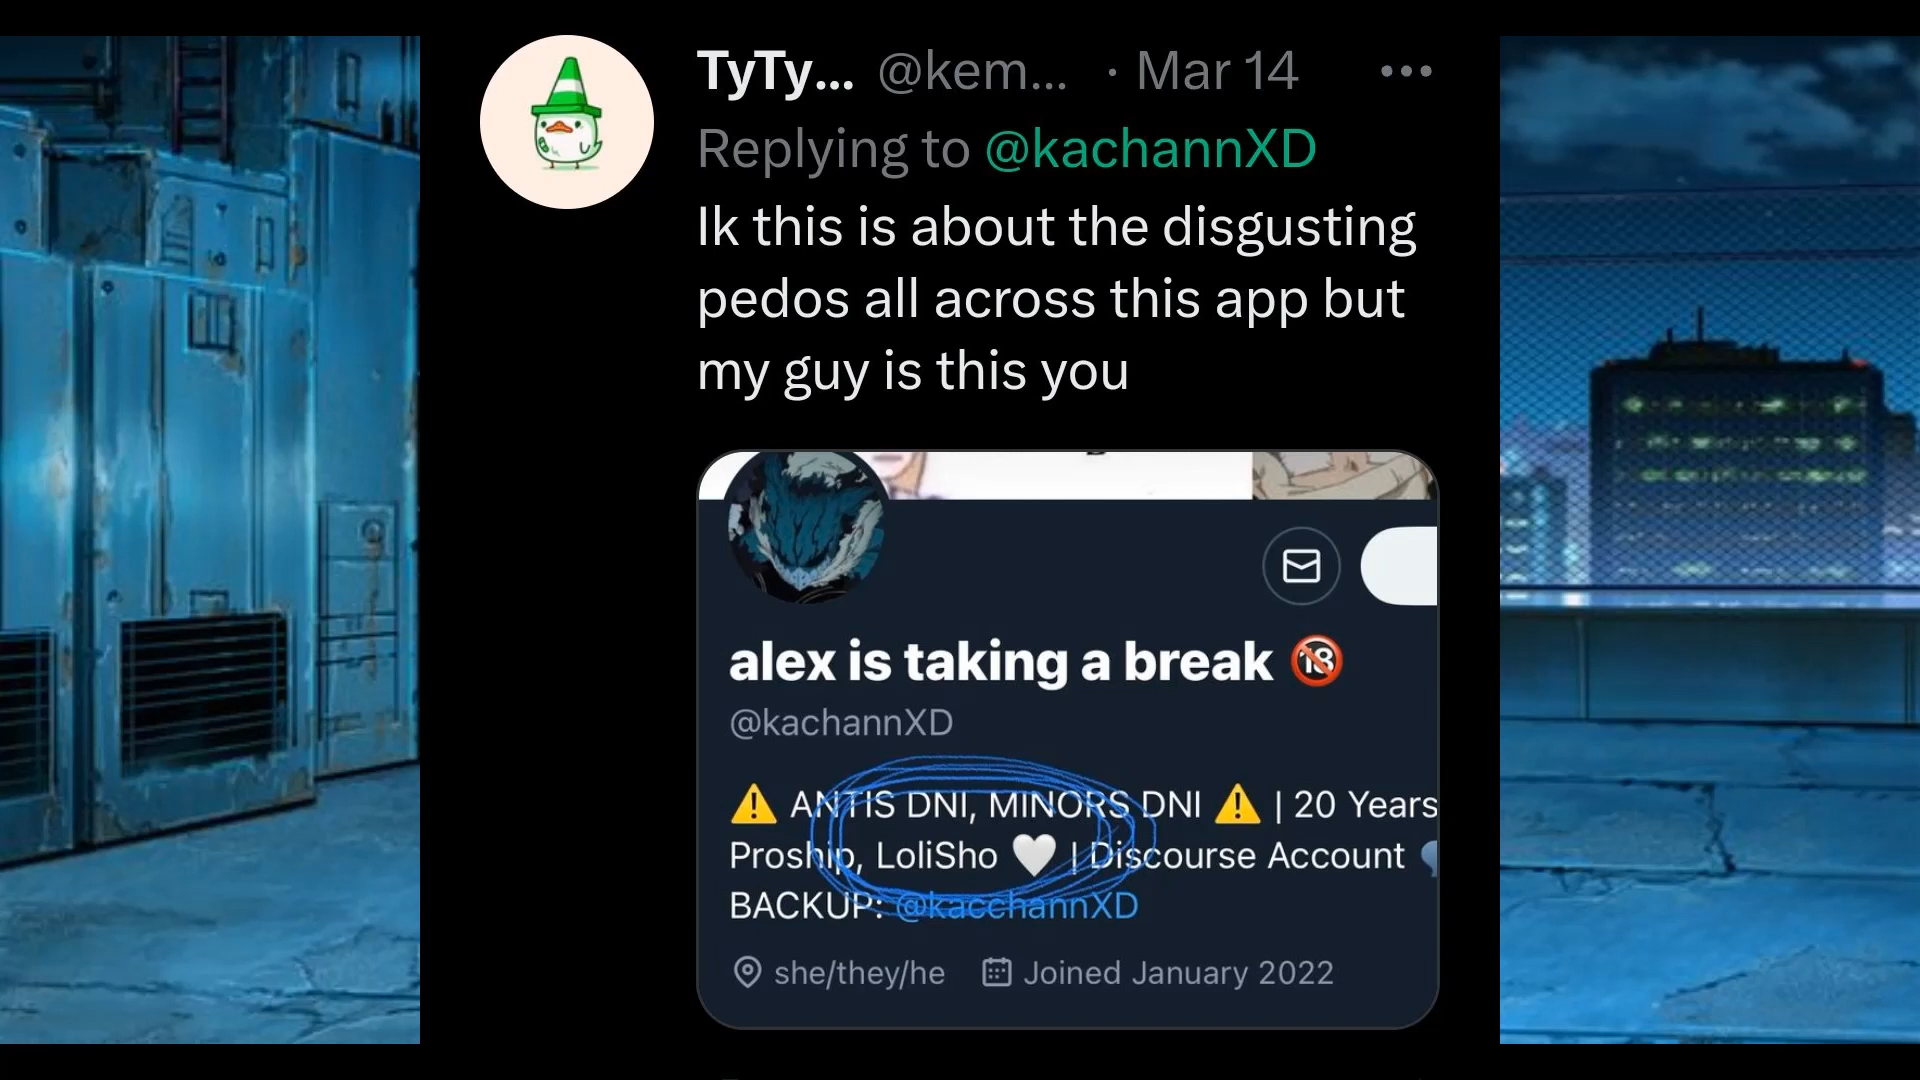 TyTy... @kem... · Mar 14
Replying to @kachannXD
Ik this is about the disgusting
pedos all across this app but
my guy is this you
alex is taking a break 🔞
@kachannXD
⚠️ ANTIS DNI, MINORS DNI ⚠️ | 20 Years
Proship, LoliSho 🤍 | Discourse Account
BACKUP: @kacchannXD
she/they/he Joined January 2022